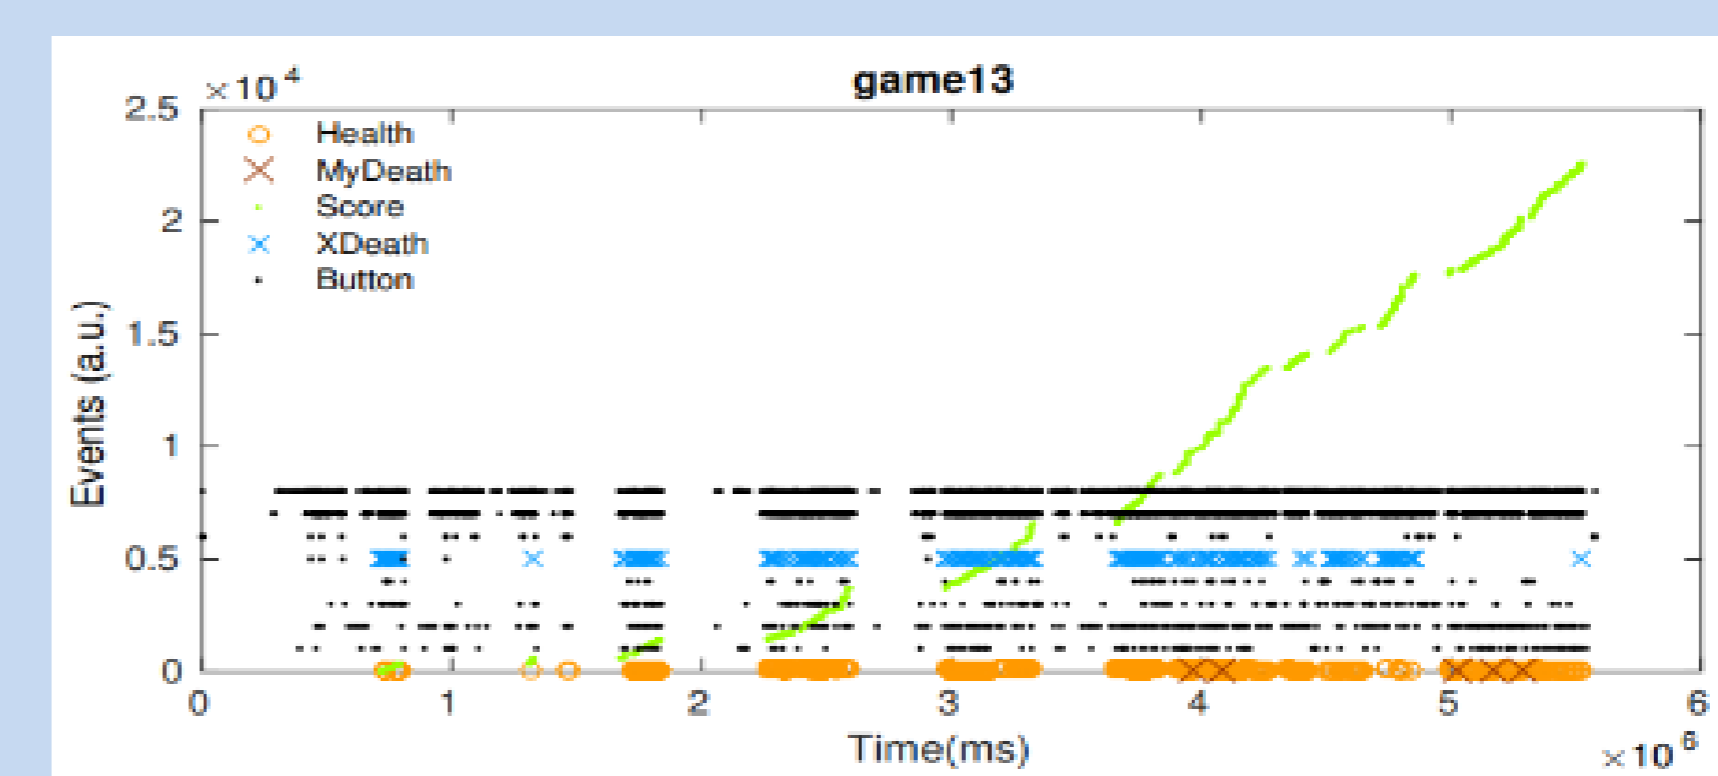 game13
×10 4
2.5
2
1.5
1
0.5
0
Events (a.u.)
Health
MyDeath
Score
XDeath
Button
0 1 2 3 4 5 6
Time(ms)
×10 6